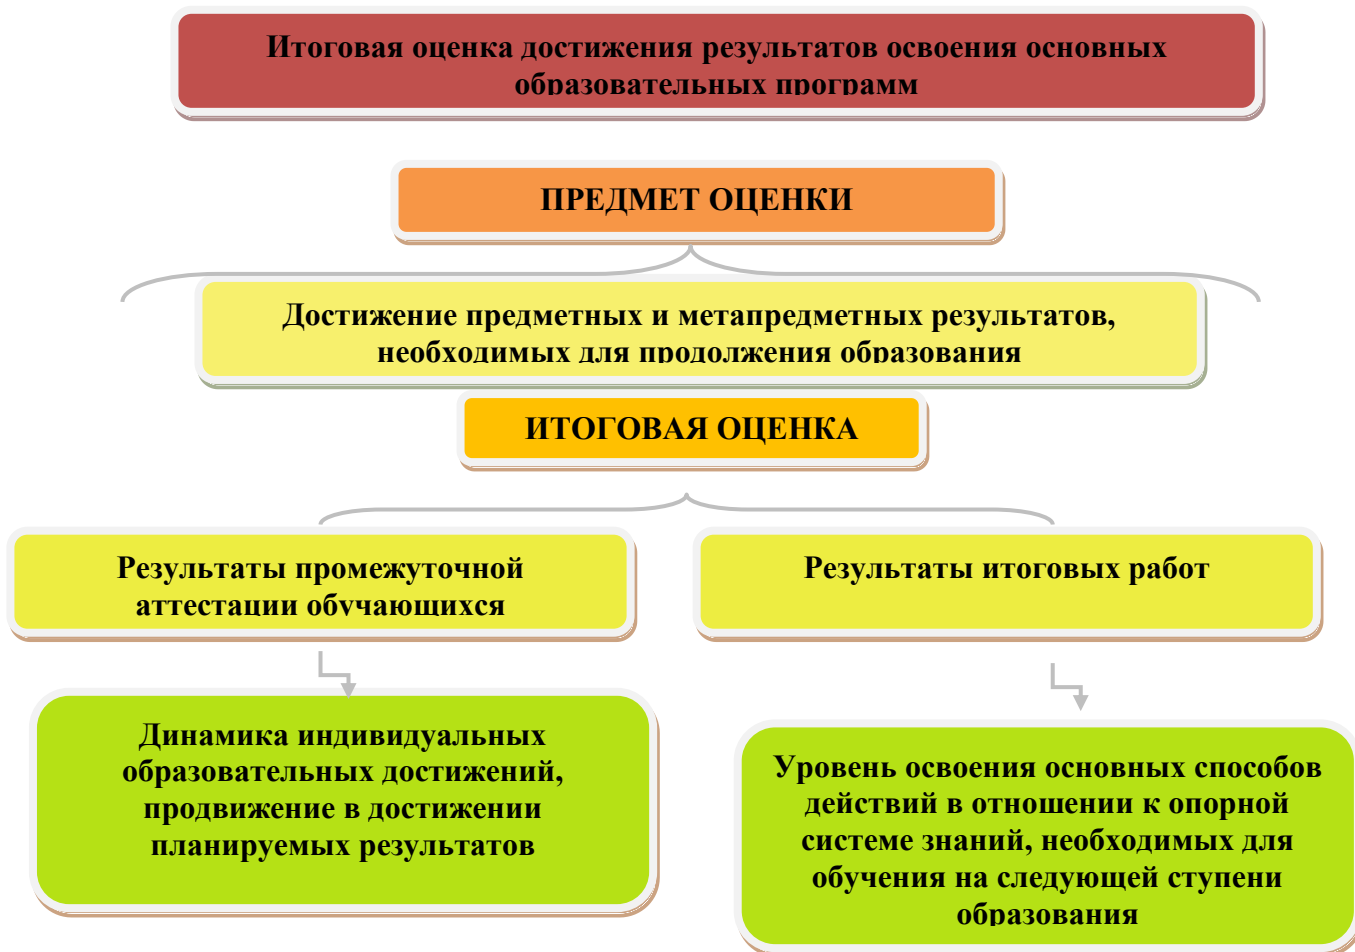 Итоговая оценка достижения результатов освоения основных
образовательных программ
ПРЕДМЕТ ОЦЕНКИ
Достижение предметных и метапредметных результатов,
необходимых для продолжения образования
ИТОГОВАЯ ОЦЕНКА
Результаты промежуточной
аттестации обучающихся
Результаты итоговых работ
Динамика индивидуальных
образовательных достижений,
продвижение в достижении
планируемых результатов
Уровень освоения основных способов
действий в отношении к опорной
системе знаний, необходимых для
обучения на следующей ступени
образования